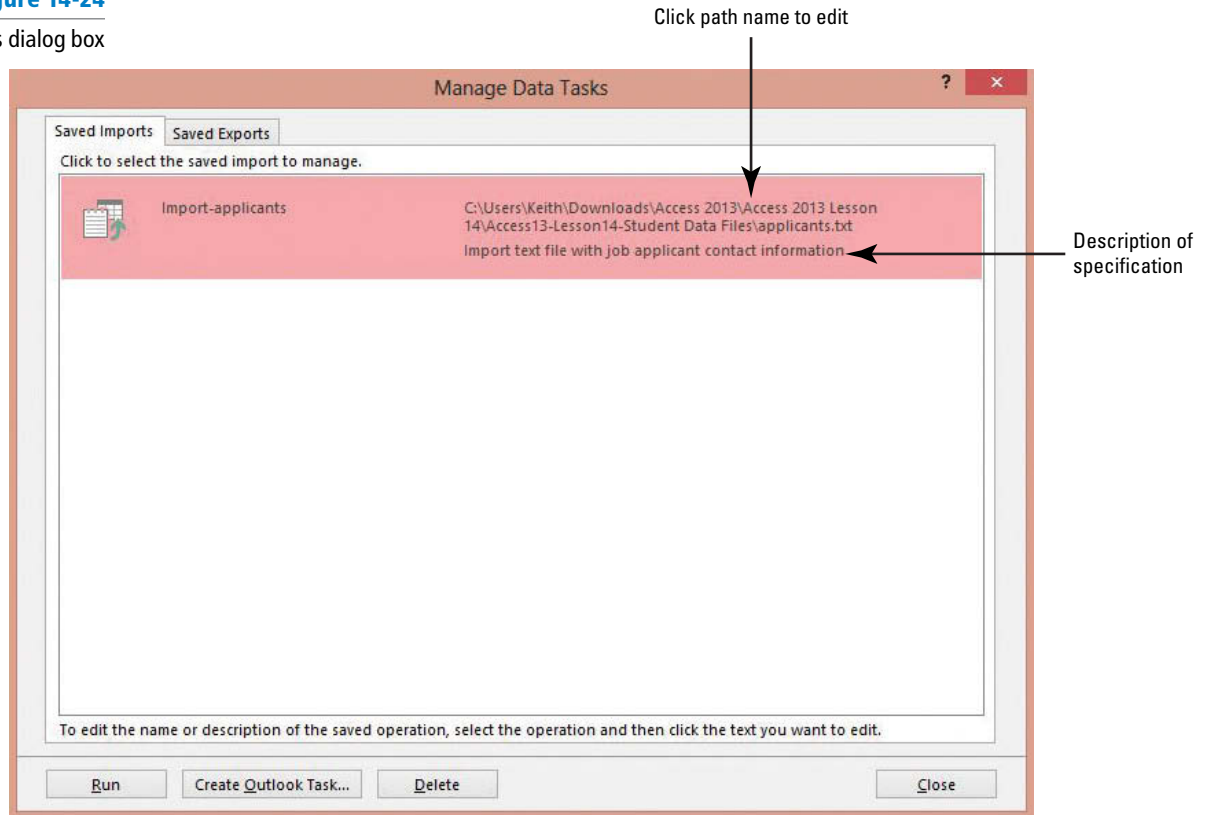 14-24
dialog box
Click path name to edit
Manage Data Tasks
?
×
Saved Imports
Saved Exports
Click to select the saved import to manage.
Import-applicants
C:\Users\Keith\Downloads\Access 2013\Access 2013 Lesson
14\Access13-Lesson14-Student Data Files\applicants.txt
Import text file with job applicant contact information
Description of
specification
To edit the name or description of the saved operation, select the operation and then click the text you want to edit.
Run
Create Outlook Task...
Delete
Close